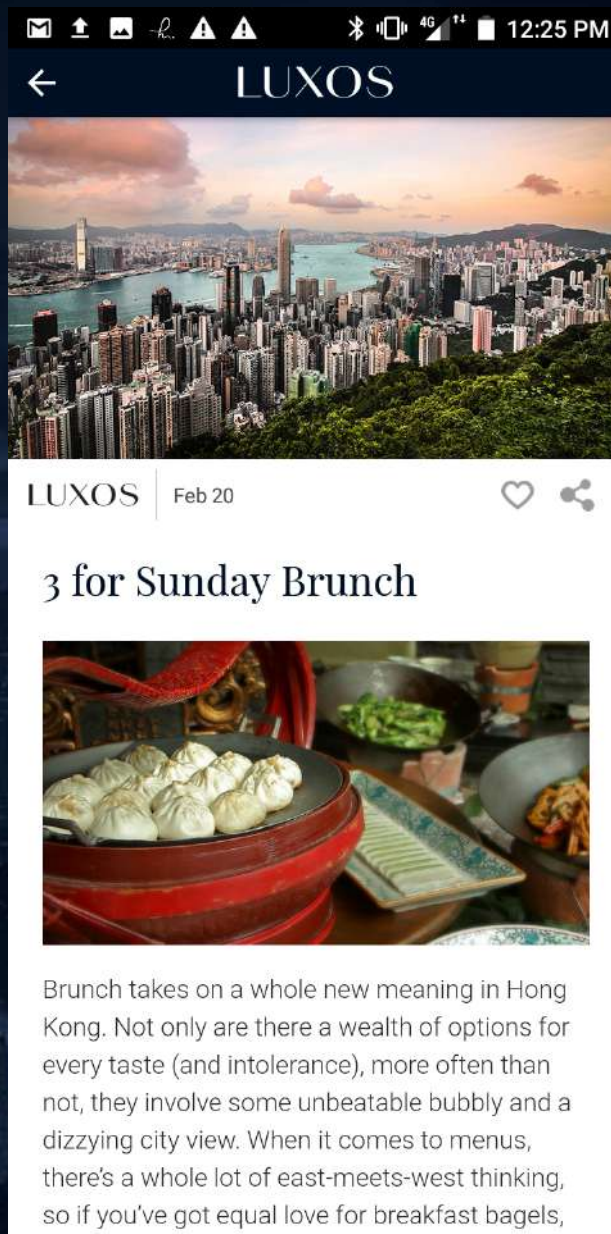 4G
12:25 PM
LUXOS
LUXOS
Feb 20
3 for Sunday Brunch
Brunch takes on a whole new meaning in Hong
Kong. Not only are there a wealth of options for
every taste (and intolerance), more often than
not, they involve some unbeatable bubbly and a
dizzying city view. When it comes to menus,
there's a whole lot of east-meets-west thinking,
so if you've got equal love for breakfast bagels,